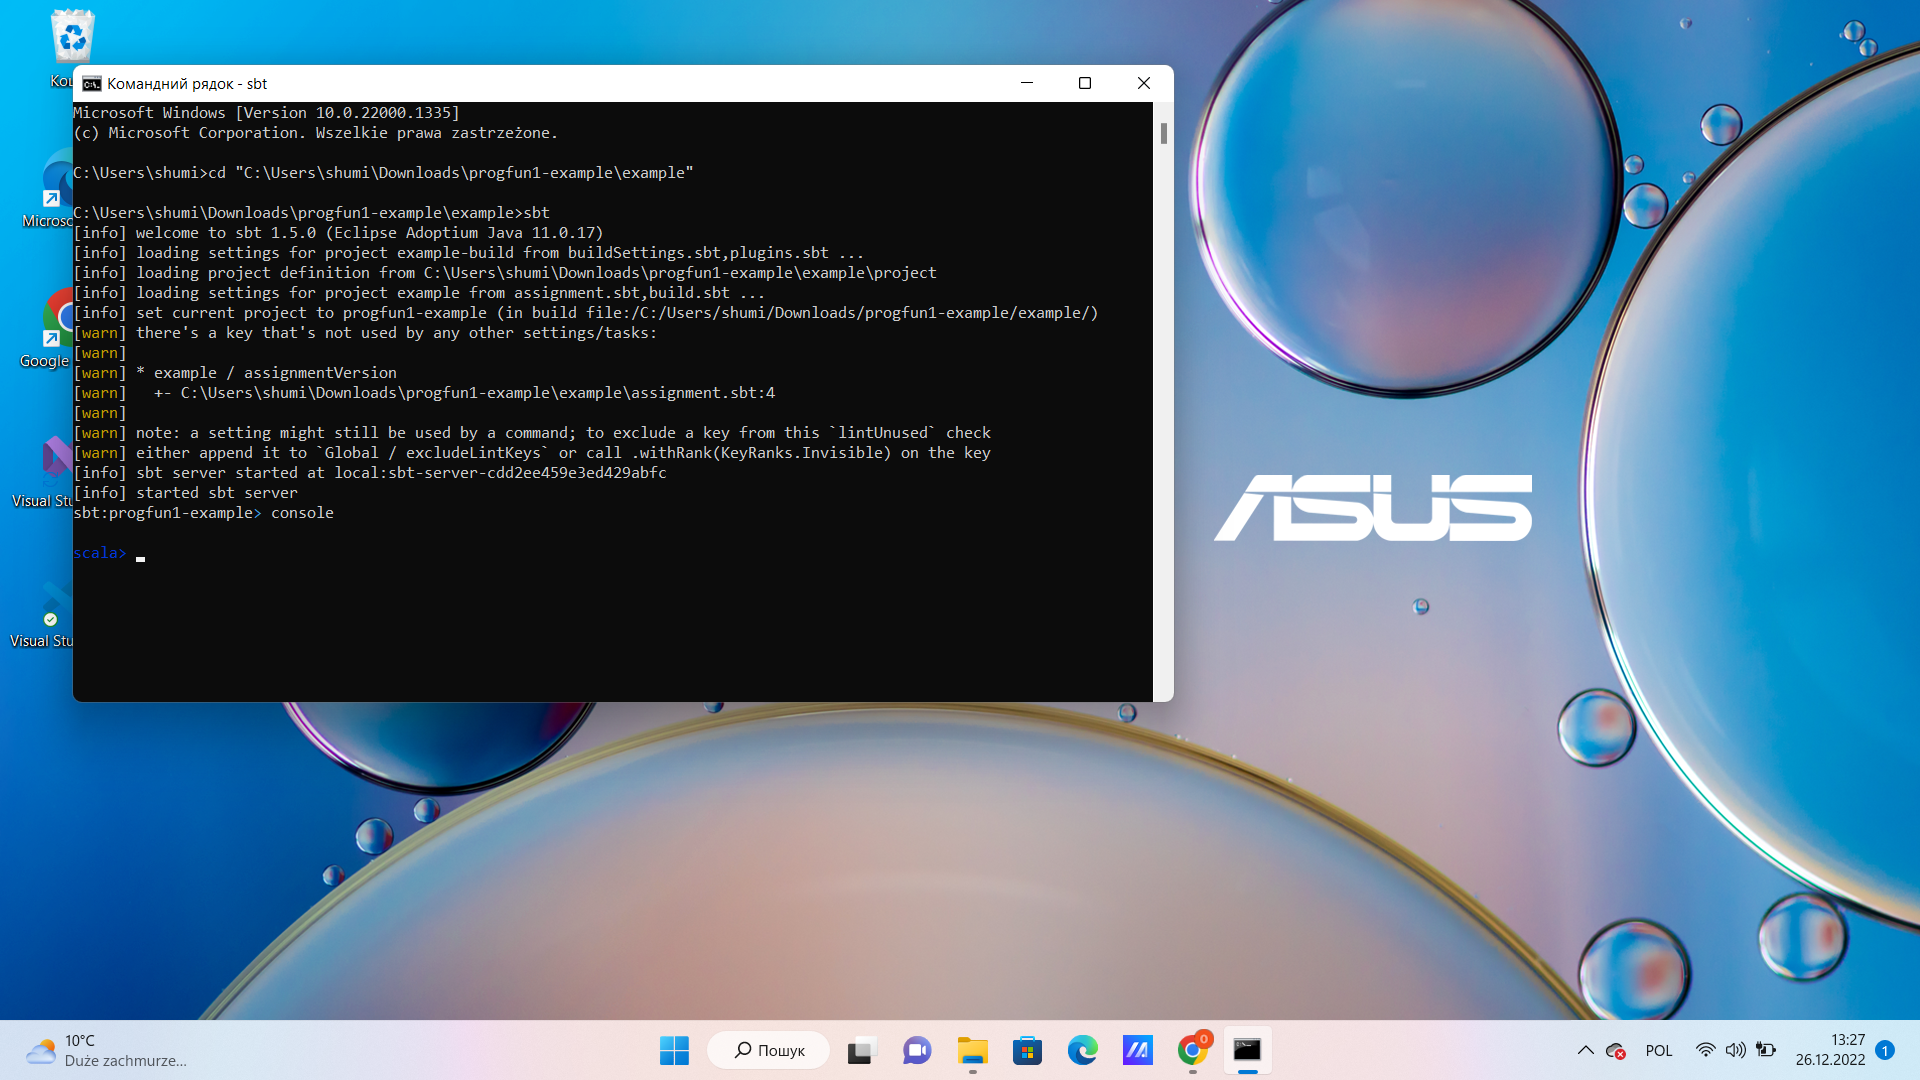 Кош
Командний рядок - sbt
Microsoft Windows [Version 10.0.22000.1335]
(c) Microsoft Corporation. Wszelkie prawa zastrzeżone.
C:\Users\shumi>cd "C:\Users\shumi\Downloads\progfun1-example\example"
C:\Users\shumi\Downloads\progfun1-example\example>sbt
[info] welcome to sbt 1.5.0 (Eclipse Adoptium Java 11.0.17)
[info] loading settings for project example-build from buildSettings.sbt,plugins.sbt ...
[info] loading project definition from C:\Users\shumi\Downloads\progfun1-example\example\project
[info] loading settings for project example from assignment.sbt,build.sbt ...
[info] set current project to progfun1-example (in build file:/C:/Users/shumi/Downloads/progfun1-example/example/)
[warn] there's a key that's not used by any other settings/tasks:
[warn]
[warn] * example / assignmentVersion
[warn]   +- C:\Users\shumi\Downloads\progfun1-example\example\assignment.sbt:4
[warn]
[warn] note: a setting might still be used by a command; to exclude a key from this `lintUnused` check
[warn] either append it to `Global / excludeLintKeys` or call .withRank(KeyRanks.Invisible) on the key
[info] sbt server started at local:sbt-server-cdd2ee459e3ed429abfc
[info] started sbt server
sbt:progfun1-example> console
scala>
Microsc
Google
Visual Stu
Visual Stu
ASUS
10°C
Duże zachmurze...
Пошук
0
POL
13:27
26.12.2022
1